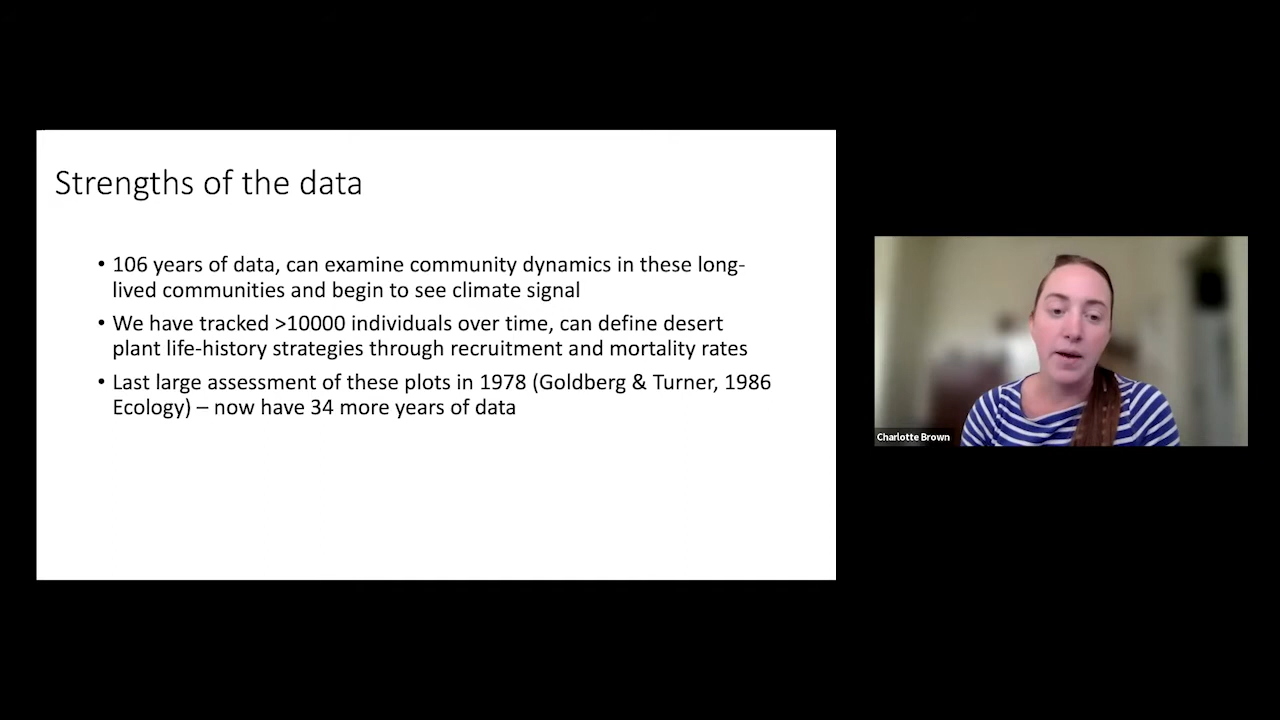 Strengths of the data
• 106 years of data, can examine community dynamics in these long-
lived communities and begin to see climate signal
• We have tracked >10000 individuals over time, can define desert
plant life-history strategies through recruitment and mortality rates
• Last large assessment of these plots in 1978 (Goldberg & Turner, 1986
Ecology) – now have 34 more years of data
Charlotte Brown